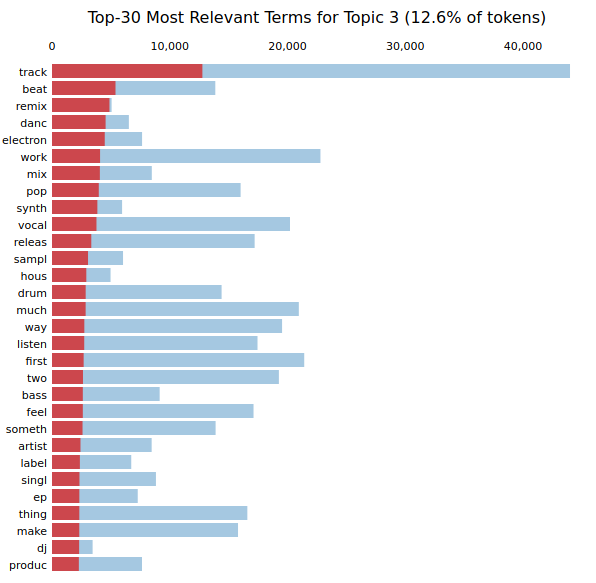 Top-30 Most Relevant Terms for Topic 3 (12.6% of tokens)
0 10,000 20,000 30,000 40,000
track
beat
remix
danc
electron
work
mix
pop
synth
vocal
releas
sampl
hous
drum
much
way
listen
first
two
bass
feel
someth
artist
label
singl
ep
thing
make
dj
produc